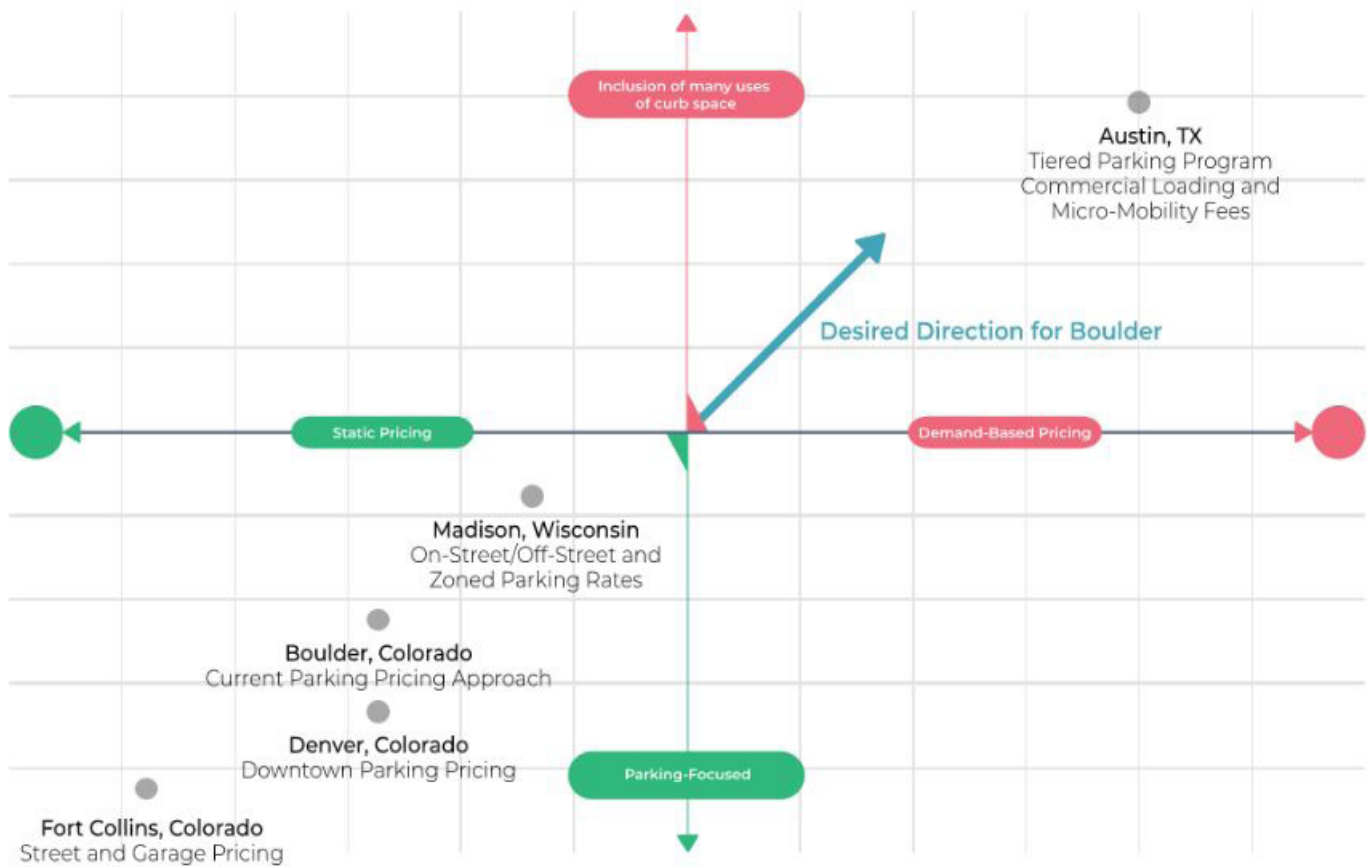 Inclusion of many uses
of curb space
Austin, TX
Tiered Parking Program
Commercial Loading and
Micro-Mobility Fees
Desired Direction for Boulder
Static Pricing
Demand-Based Pricing
Madison, Wisconsin
On-Street/Off-Street and
Zoned Parking Rates
Boulder, Colorado
Current Parking Pricing Approach
Denver, Colorado
Downtown Parking Pricing
Parking-Focused
Fort Collins, Colorado
Street and Garage Pricing